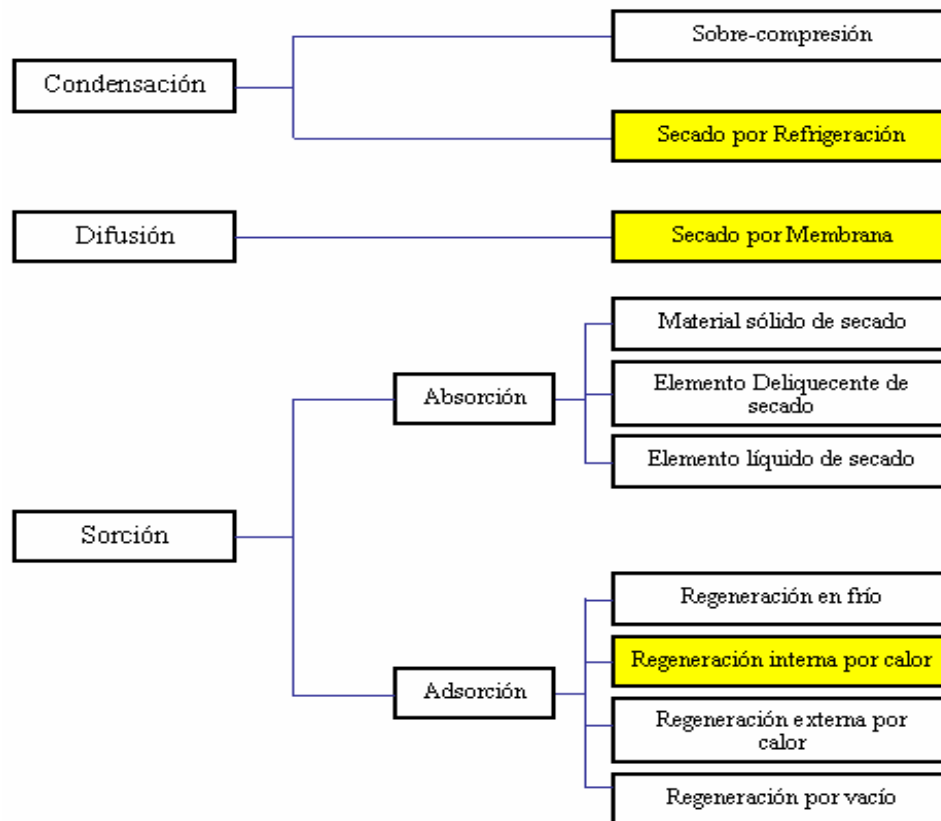 Sobre-compresión
Condensación
Secado por Refrigeración
Difusión
Secado por Membrana
Material sólido de secado
Absorción
Elemento Deliquecente de
secado
Elemento líquido de secado
Sorción
Regeneración en frío
Regeneración interna por calor
Adsorción
Regeneración externa por
calor
Regeneración por vacío